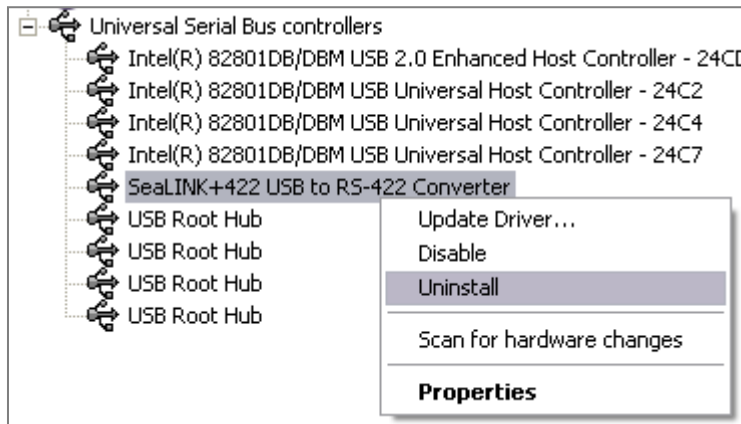 Universal Serial Bus controllers
Intel(R) 82801DB/DBM USB 2.0 Enhanced Host Controller - 24CD
Intel(R) 82801DB/DBM USB Universal Host Controller - 24C2
Intel(R) 82801DB/DBM USB Universal Host Controller - 24C4
Intel(R) 82801DB/DBM USB Universal Host Controller - 24C7
SeaLINK+422 USB to RS-422 Converter
USB Root Hub
USB Root Hub
USB Root Hub
USB Root Hub
Update Driver...
Disable
Uninstall
Scan for hardware changes
Properties